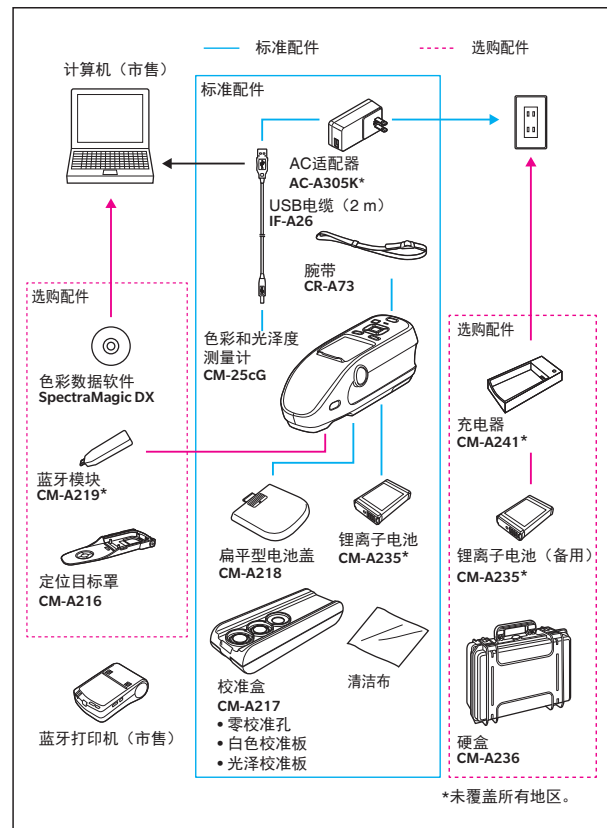 标准配件
选购配件
计算机（市售）
标准配件
AC适配器
AC-A305K*
USB电缆（2 m）
IF-A26
腕带
CR-A73
选购配件
色彩数据软件
SpectraMagic DX
蓝牙模块
CM-A219*
定位目标罩
CM-A216
蓝牙打印机（市售）
色彩和光泽度
测量计
CM-25cG
扁平型电池盖
CM-A218
锂离子电池
CM-A235*
校准盒
CM-A217
• 零校准孔
• 白色校准板
• 光泽校准板
清洁布
选购配件
充电器
CM-A241*
锂离子电池（备用）
CM-A235*
硬盒
CM-A236
*未覆盖所有地区。